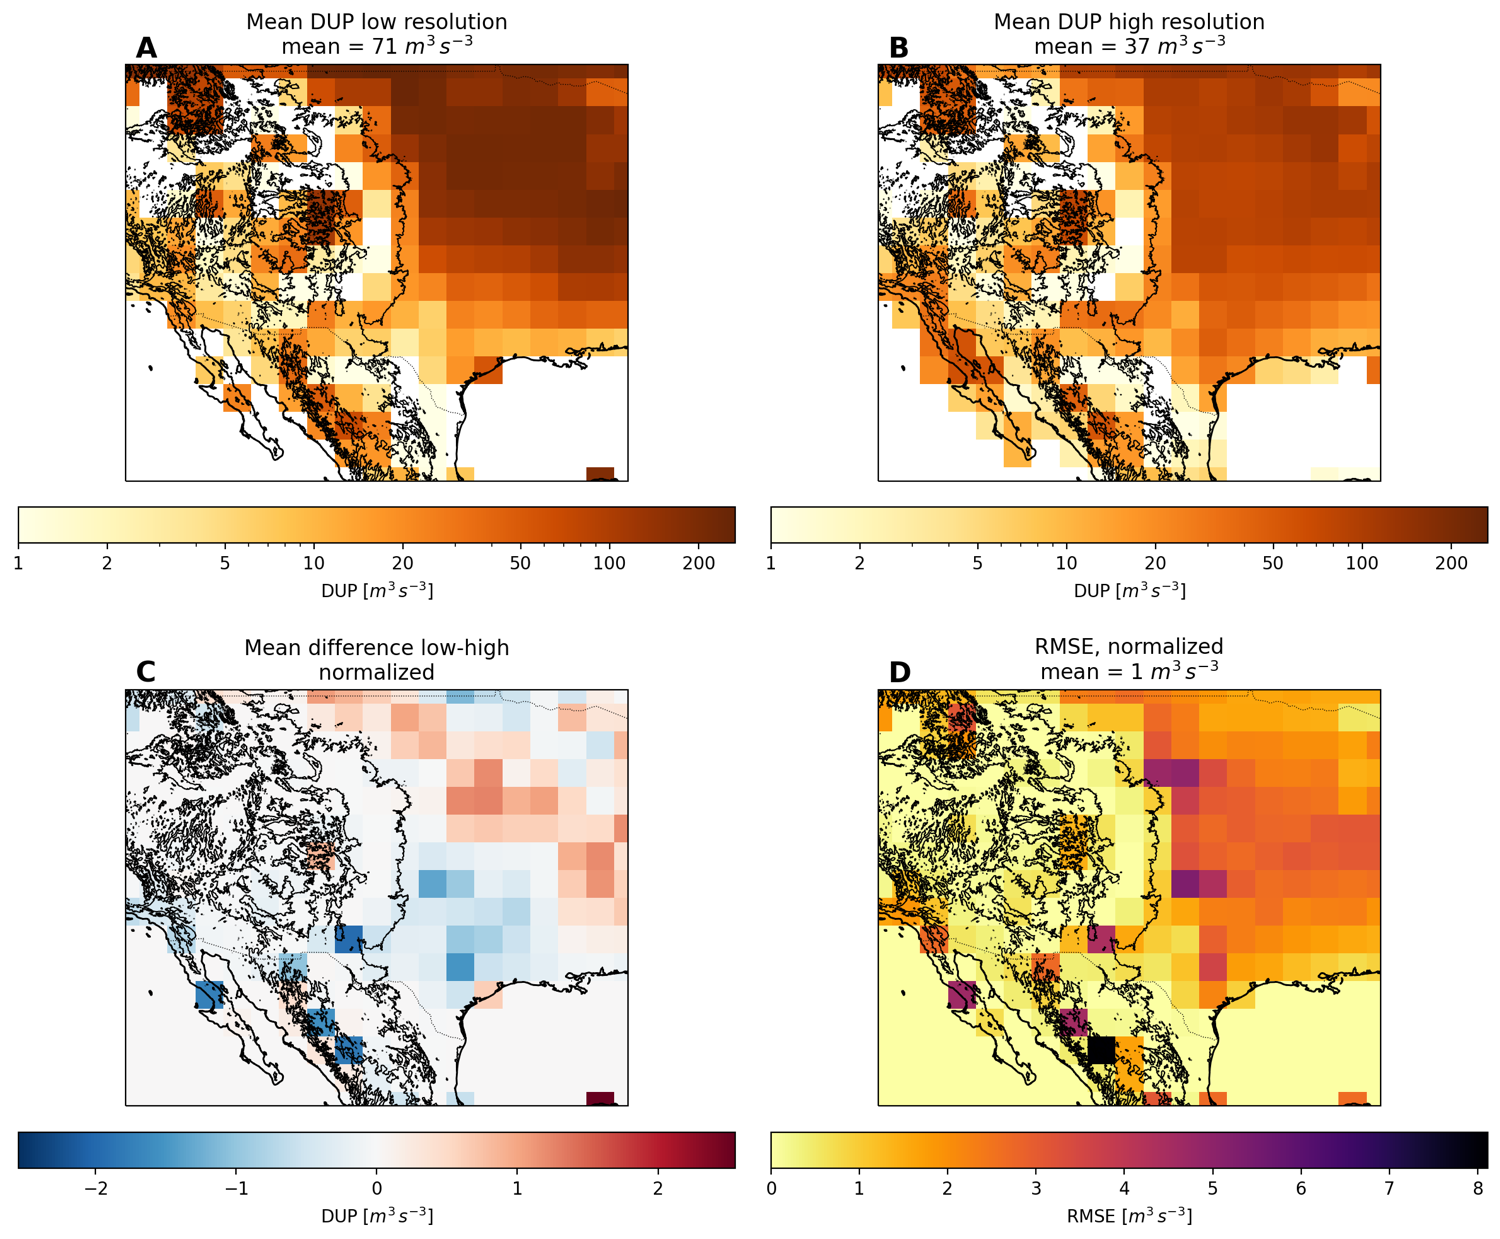 Mean DUP low resolution
A mean = 71 m³ s⁻³
1 2 5 10 20 50 100 200
DUP [m³ s⁻³]
Mean DUP high resolution
B mean = 37 m³ s⁻³
1 2 5 10 20 50 100 200
DUP [m³ s⁻³]
Mean difference low-high
C normalized
−2 −1 0 1 2
DUP [m³ s⁻³]
RMSE, normalized
D mean = 1 m³ s⁻³
0 1 2 3 4 5 6 7 8
RMSE [m³ s⁻³]